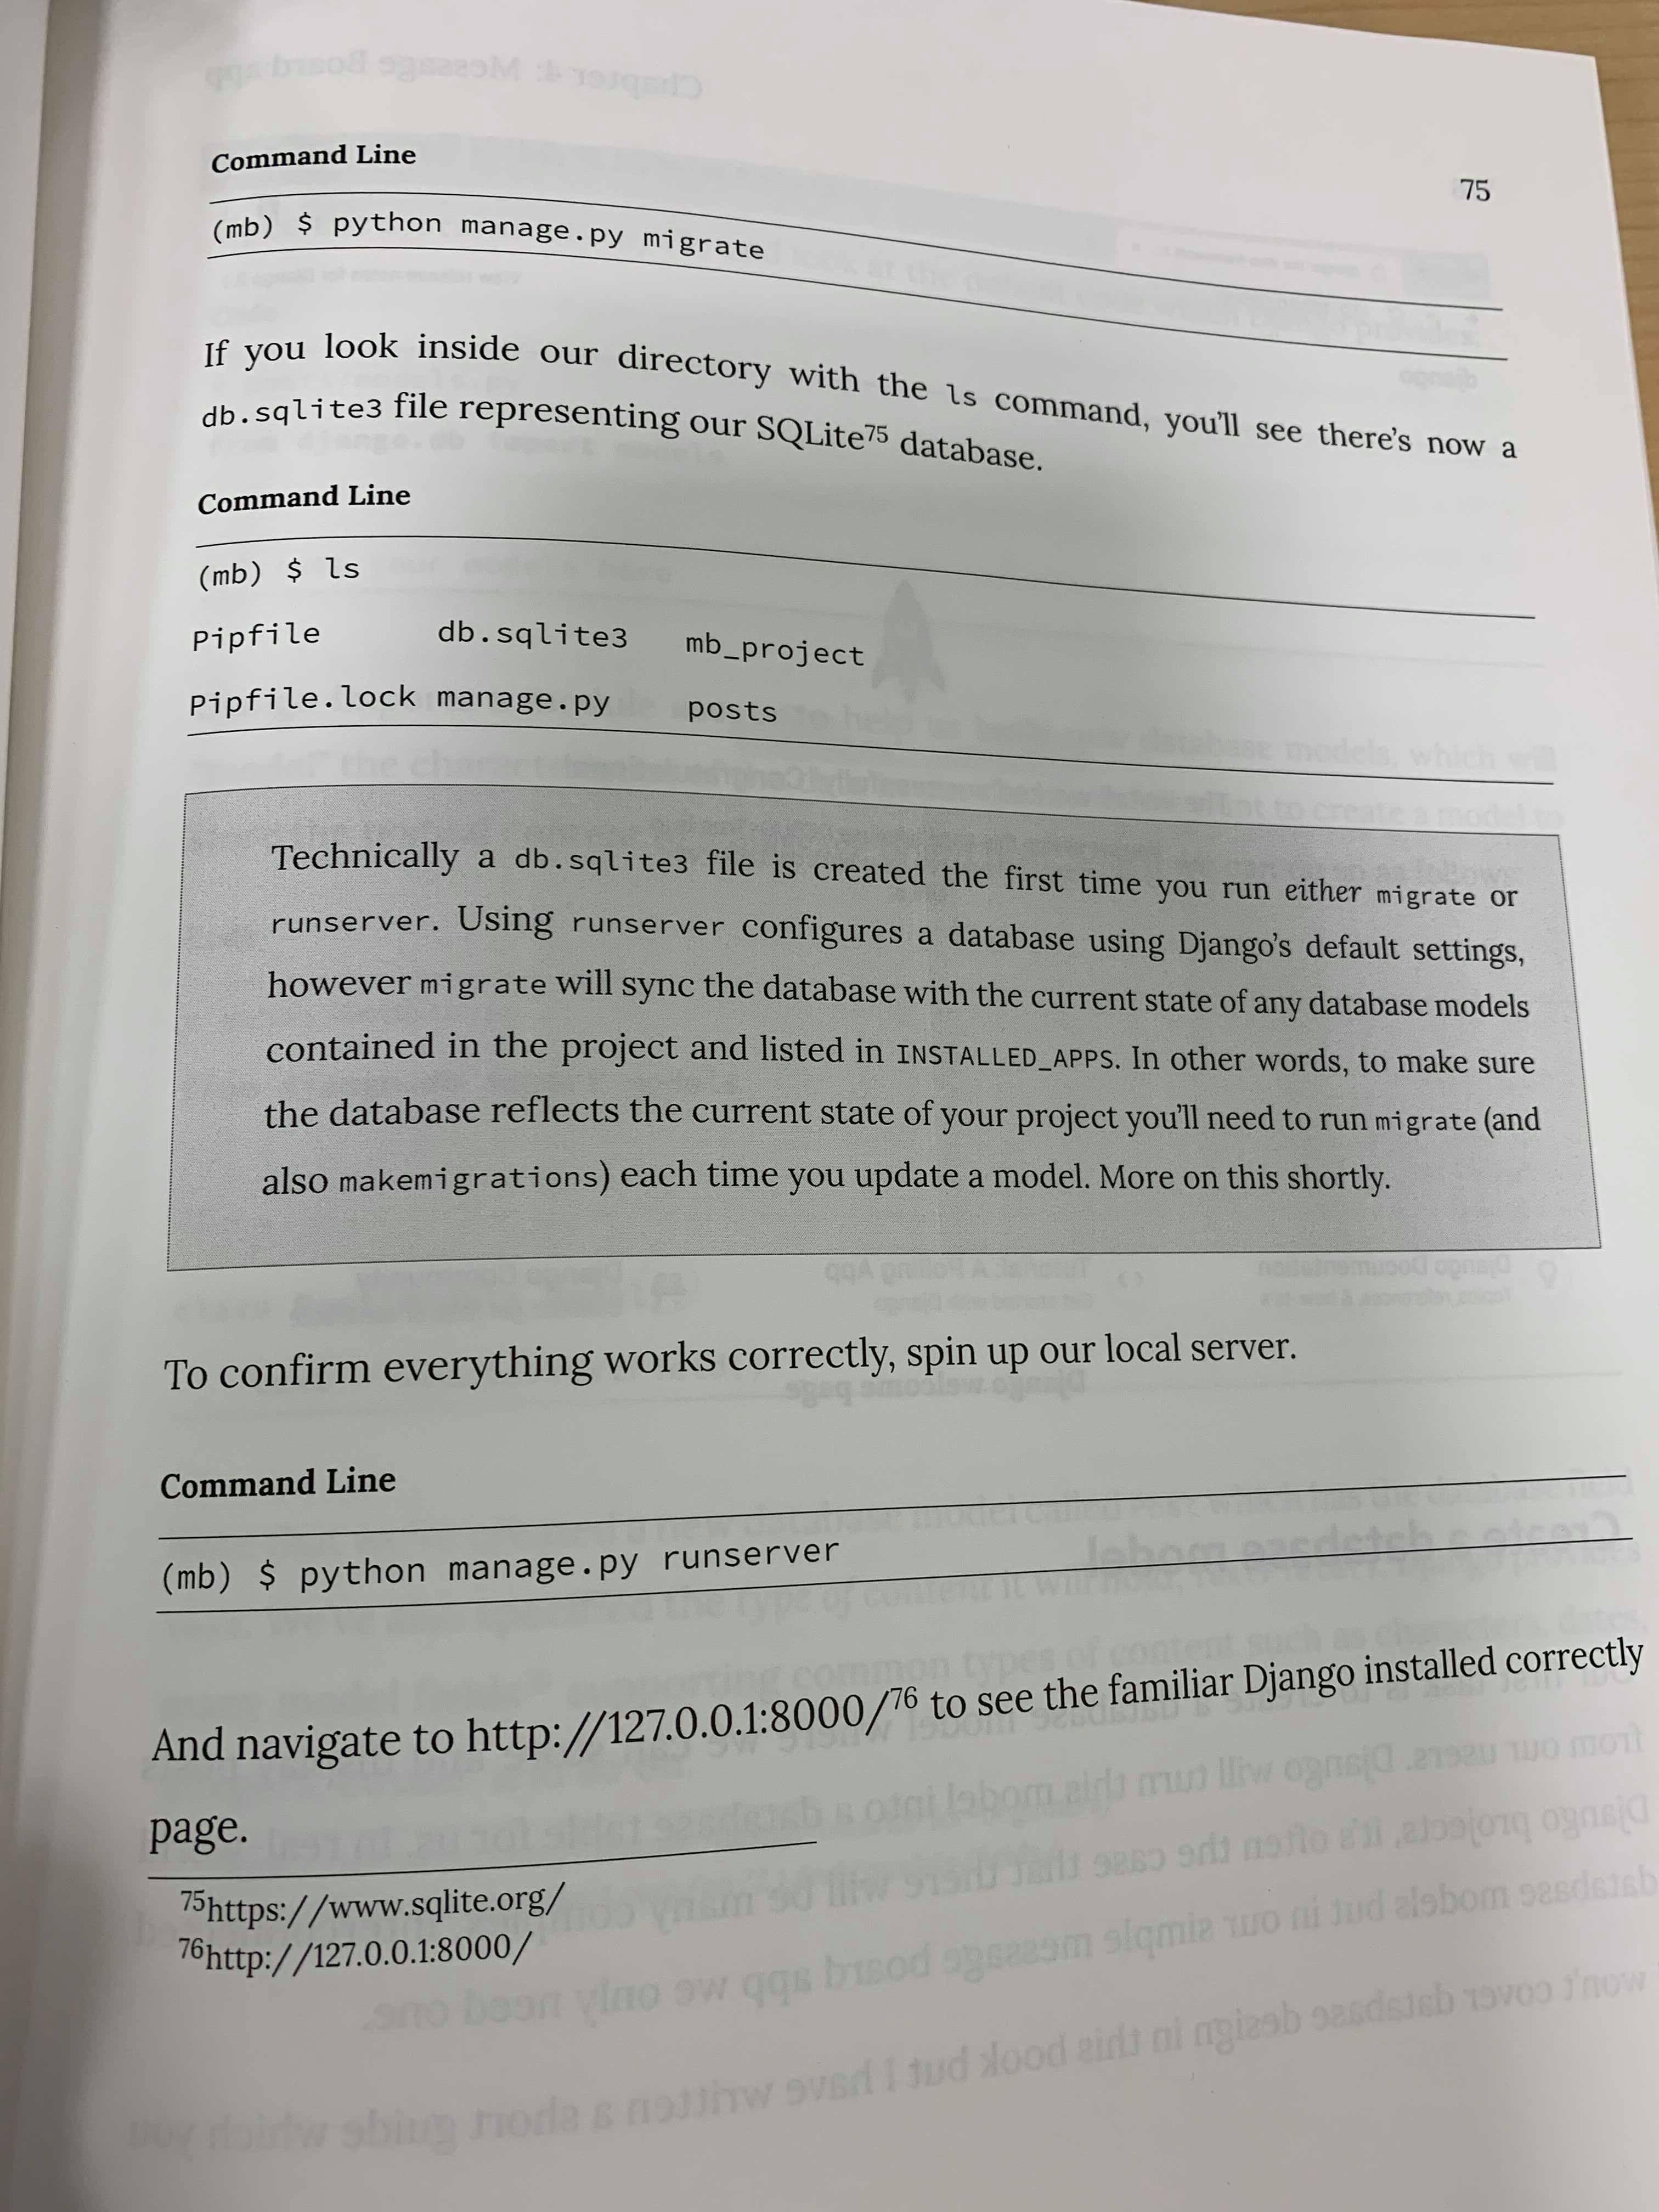 75
Command Line
(mb) $ python manage.py migrate
If you look inside our directory with the ls command, you'll see there's now a
db.sqlite3 file representing our SQLite75 database.
Command Line
(mb) $ ls
Pipfile db.sqlite3 mb_project
Pipfile.lock manage.py posts
Technically a db.sqlite3 file is created the first time you run either migrate or
runserver. Using runserver configures a database using Django's default settings,
however migrate will sync the database with the current state of any database models
contained in the project and listed in INSTALLED_APPS. In other words, to make sure
the database reflects the current state of your project you'll need to run migrate (and
also makemigrations) each time you update a model. More on this shortly.
To confirm everything works correctly, spin up our local server.
Command Line
(mb) $ python manage.py runserver
And navigate to http://127.0.0.1:8000/76 to see the familiar Django installed correctly
page.
75https://www.sqlite.org/
76http://127.0.0.1:8000/